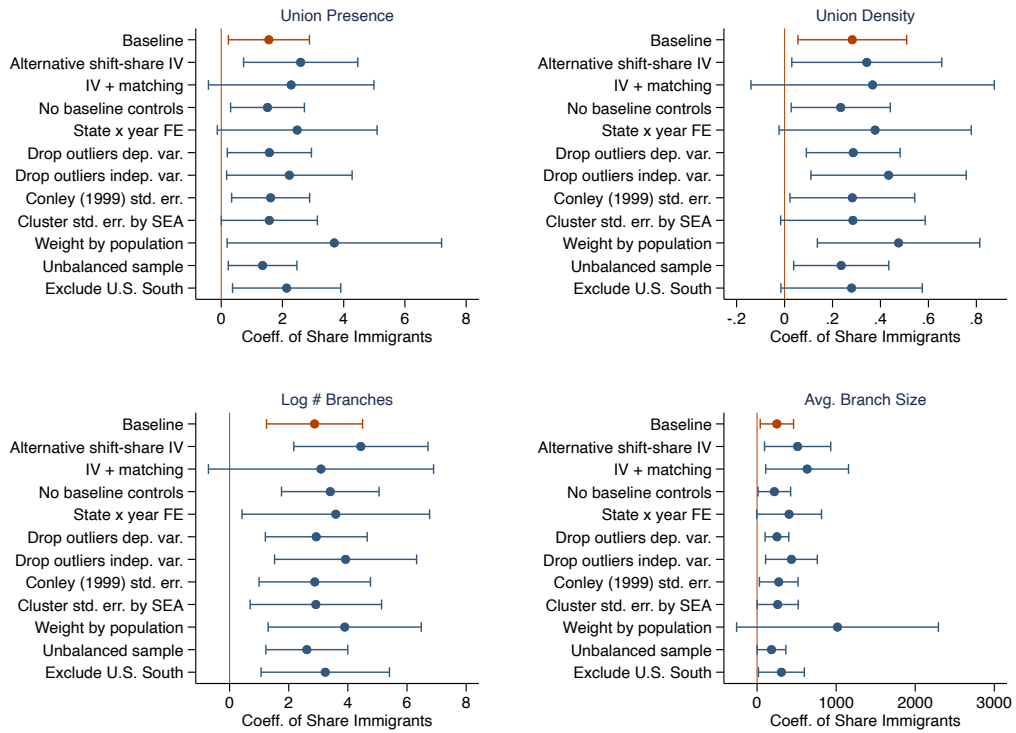 Union Presence
Baseline
Alternative shift-share IV
IV + matching
No baseline controls
State x year FE
Drop outliers dep. var.
Drop outliers indep. var.
Conley (1999) std. err.
Cluster std. err. by SEA
Weight by population
Unbalanced sample
Exclude U.S. South
0 2 4 6 8
Coeff. of Share Immigrants
Union Density
Baseline
Alternative shift-share IV
IV + matching
No baseline controls
State x year FE
Drop outliers dep. var.
Drop outliers indep. var.
Conley (1999) std. err.
Cluster std. err. by SEA
Weight by population
Unbalanced sample
Exclude U.S. South
-.2 0 .2 .4 .6 .8
Coeff. of Share Immigrants
Log # Branches
Baseline
Alternative shift-share IV
IV + matching
No baseline controls
State x year FE
Drop outliers dep. var.
Drop outliers indep. var.
Conley (1999) std. err.
Cluster std. err. by SEA
Weight by population
Unbalanced sample
Exclude U.S. South
0 2 4 6 8
Coeff. of Share Immigrants
Avg. Branch Size
Baseline
Alternative shift-share IV
IV + matching
No baseline controls
State x year FE
Drop outliers dep. var.
Drop outliers indep. var.
Conley (1999) std. err.
Cluster std. err. by SEA
Weight by population
Unbalanced sample
Exclude U.S. South
0 1000 2000 3000
Coeff. of Share Immigrants